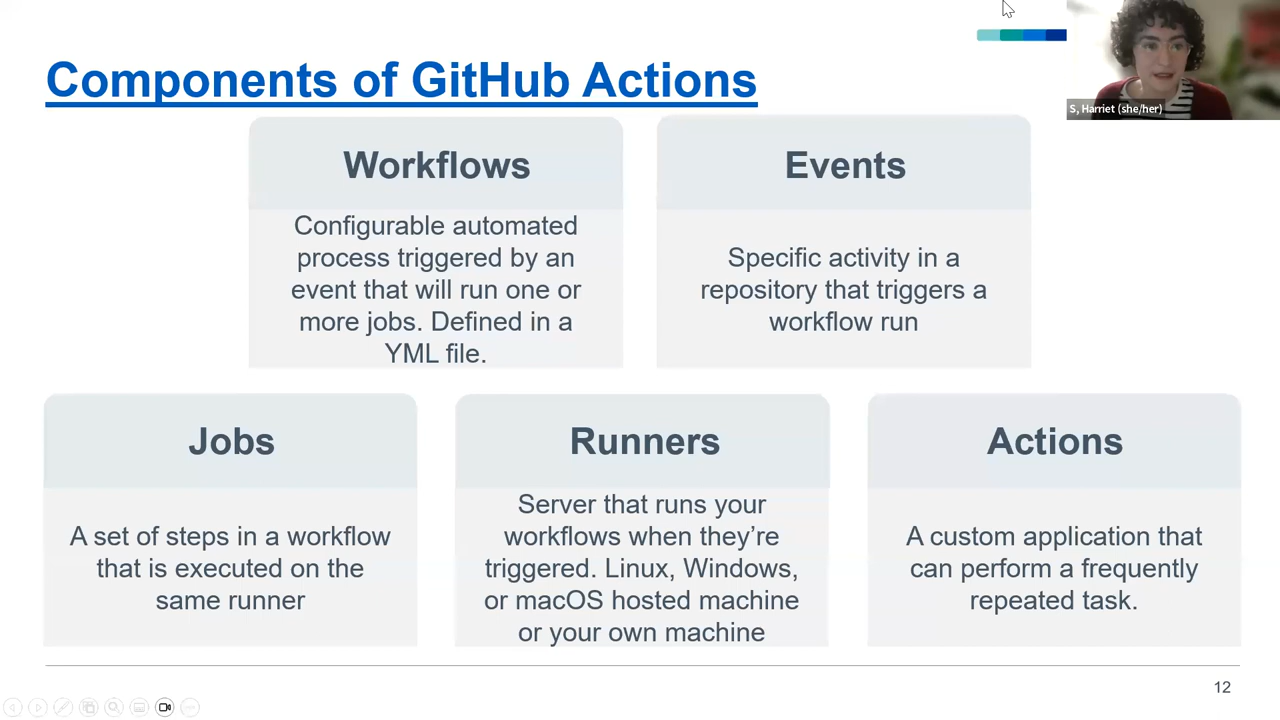 Components of GitHub Actions
S, Harriet (she/her)
Workflows
Configurable automated
process triggered by an
event that will run one or
more jobs. Defined in a
YML file.
Events
Specific activity in a
repository that triggers a
workflow run
Jobs
A set of steps in a workflow
that is executed on the
same runner
Runners
Server that runs your
workflows when they’re
triggered. Linux, Windows,
or macOS hosted machine
or your own machine
Actions
A custom application that
can perform a frequently
repeated task.
12